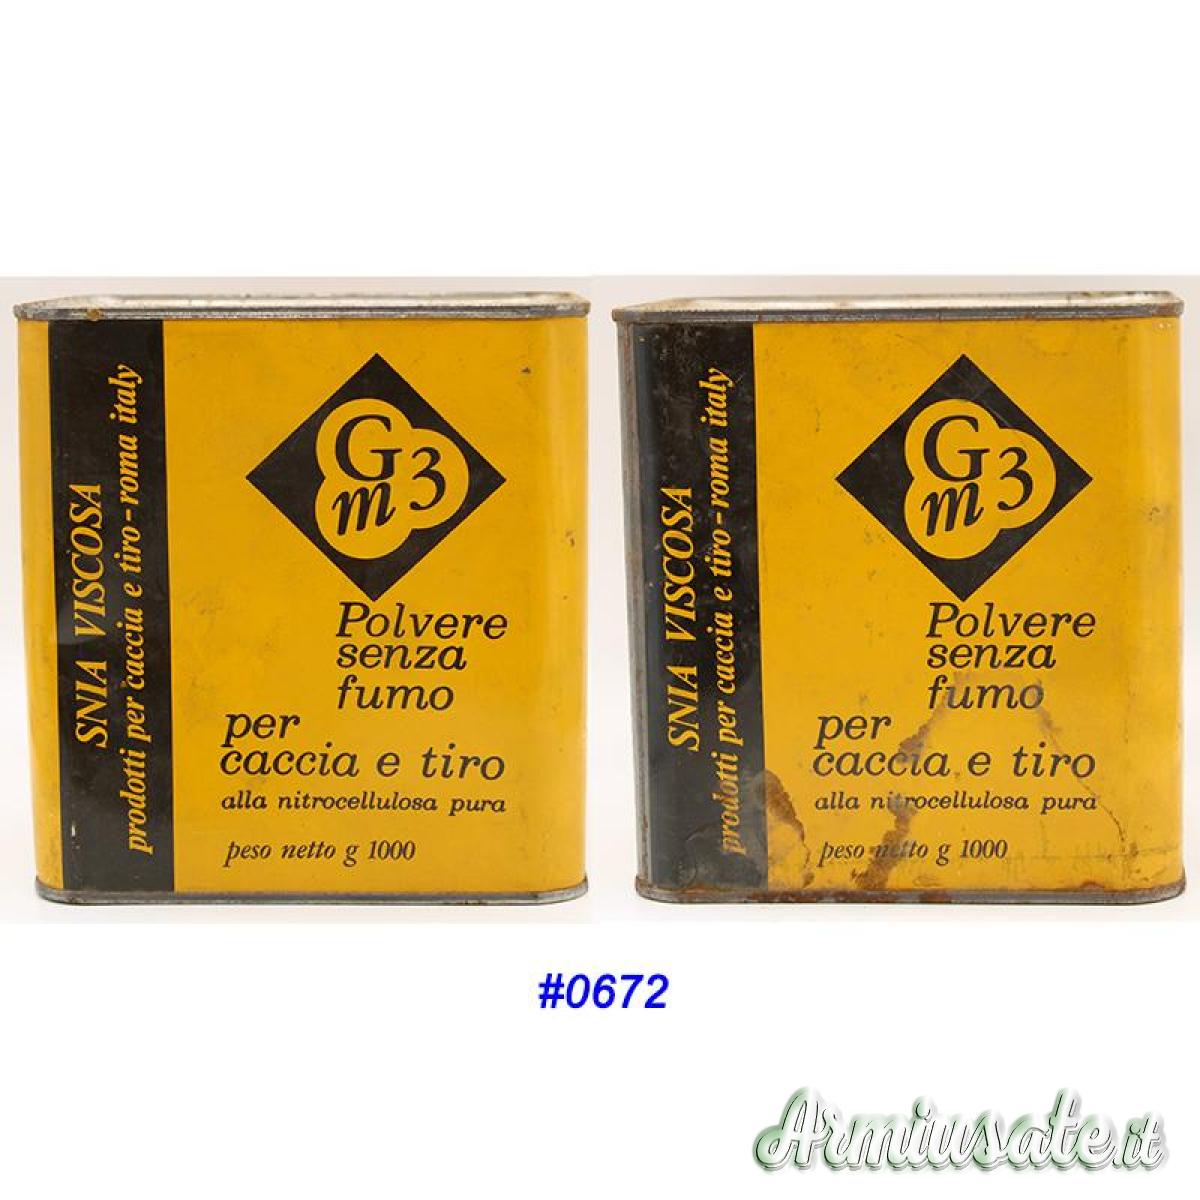 SNIA VISCOSA
prodotti per caccia e tiro-roma italy
G
m3
Polvere
senza
fumo
per
caccia e tiro
alla nitrocellulosa pura
peso netto g 1000
SNIA VISCOSA
prodotti per caccia e tiro-roma italy
G
m3
Polvere
senza
fumo
per
caccia e tiro
alla nitrocellulosa pura
peso netto g 1000
#0672
Armiusate.it